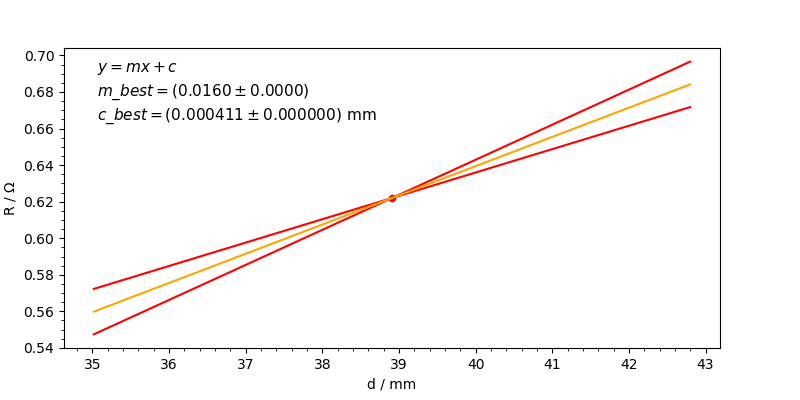 y = mx + c
m_best = (0.0160 ± 0.0000)
c_best = (0.000411 ± 0.000000) mm
R / Ω
0.70
0.68
0.66
0.64
0.62
0.60
0.58
0.56
0.54
35 36 37 38 39 40 41 42 43
d / mm